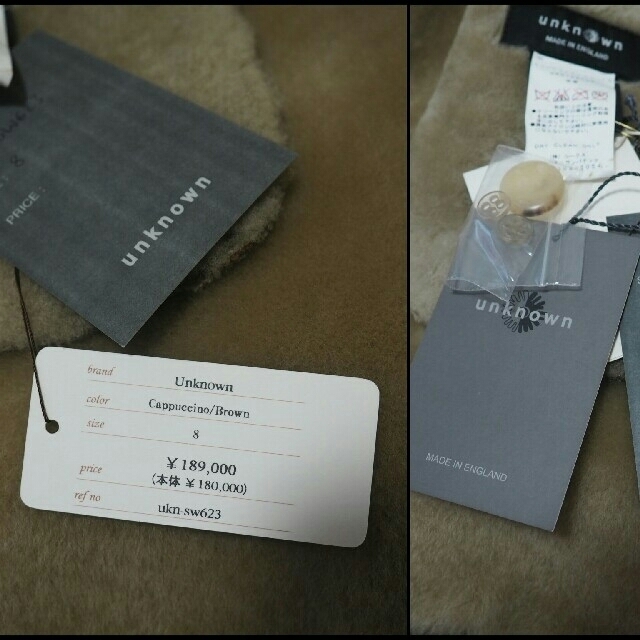 8
PRICE :
unknown
brand Unknown
color Cappuccino/Brown
size 8
price ￥189,000
(本体 ￥180,000)
ref no ukn-sw623
unknown
MADE IN ENGLAND
unknown
MADE IN ENGLAND